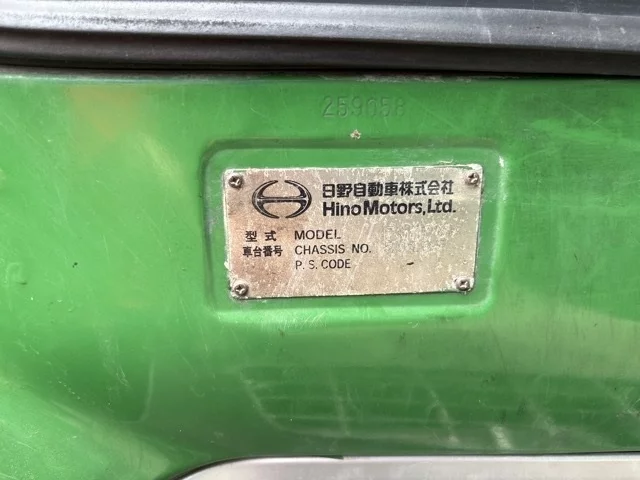 259058
日野自動車株式会社
Hino Motors, Ltd.
型式 MODEL
車台番号 CHASSIS NO.
P.S. CODE